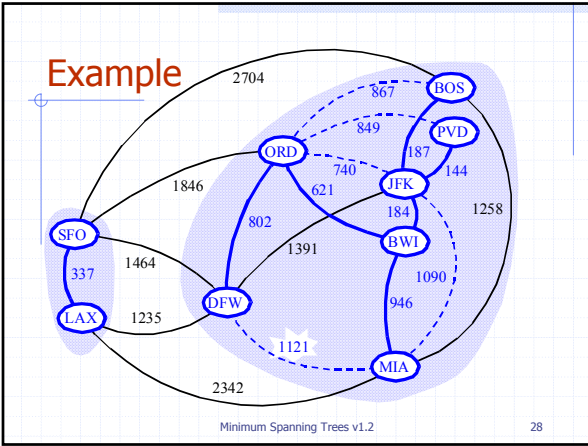 Example
2704
867
BOS
849
PVD
ORD
187
740
144
1846
621
JFK
184
1258
SFO
802
BWI
1391
1464
337
1090
DFW
946
LAX
1235
1121
MIA
2342
Minimum Spanning Trees v1.2
28